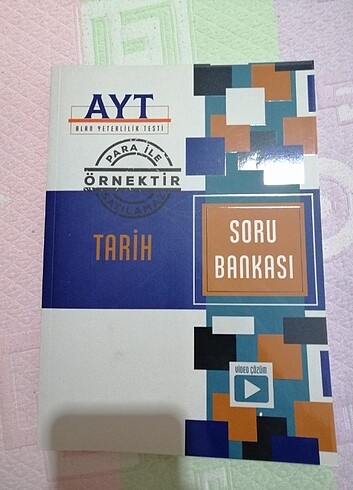 AYT
ALAN YETERLİLİK TESTİ
PARA İLE
ÖRNEKTİR
SATILAMAZ
TARİH
SORU
BANKASI
VİDEO ÇÖZÜM